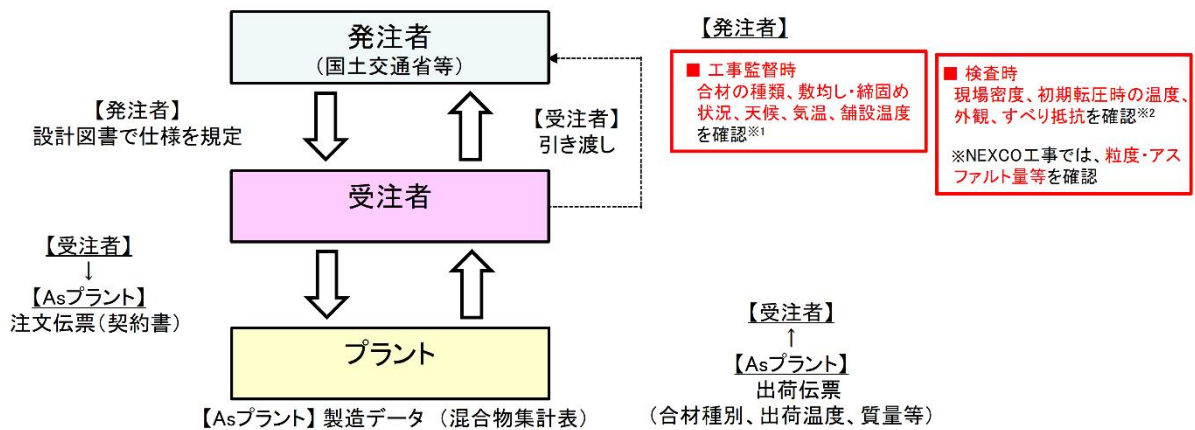 発注者
（国土交通省等）
【発注者】
設計図書で仕様を規定
【受注者】
引き渡し
【発注者】
■ 工事監督時
合材の種類、敷均し・締固め
状況、天候、気温、舗設温度
を確認※1
■ 検査時
現場密度、初期転圧時の温度、
外観、すべり抵抗を確認※2
※NEXCO工事では、粒度・アス
ファルト量等を確認
受注者
【受注者】
↓
【Asプラント】
注文伝票（契約書）
プラント
【Asプラント】製造データ （混合物集計表）
【受注者】
↑
【Asプラント】
出荷伝票
（合材種別、出荷温度、質量等）